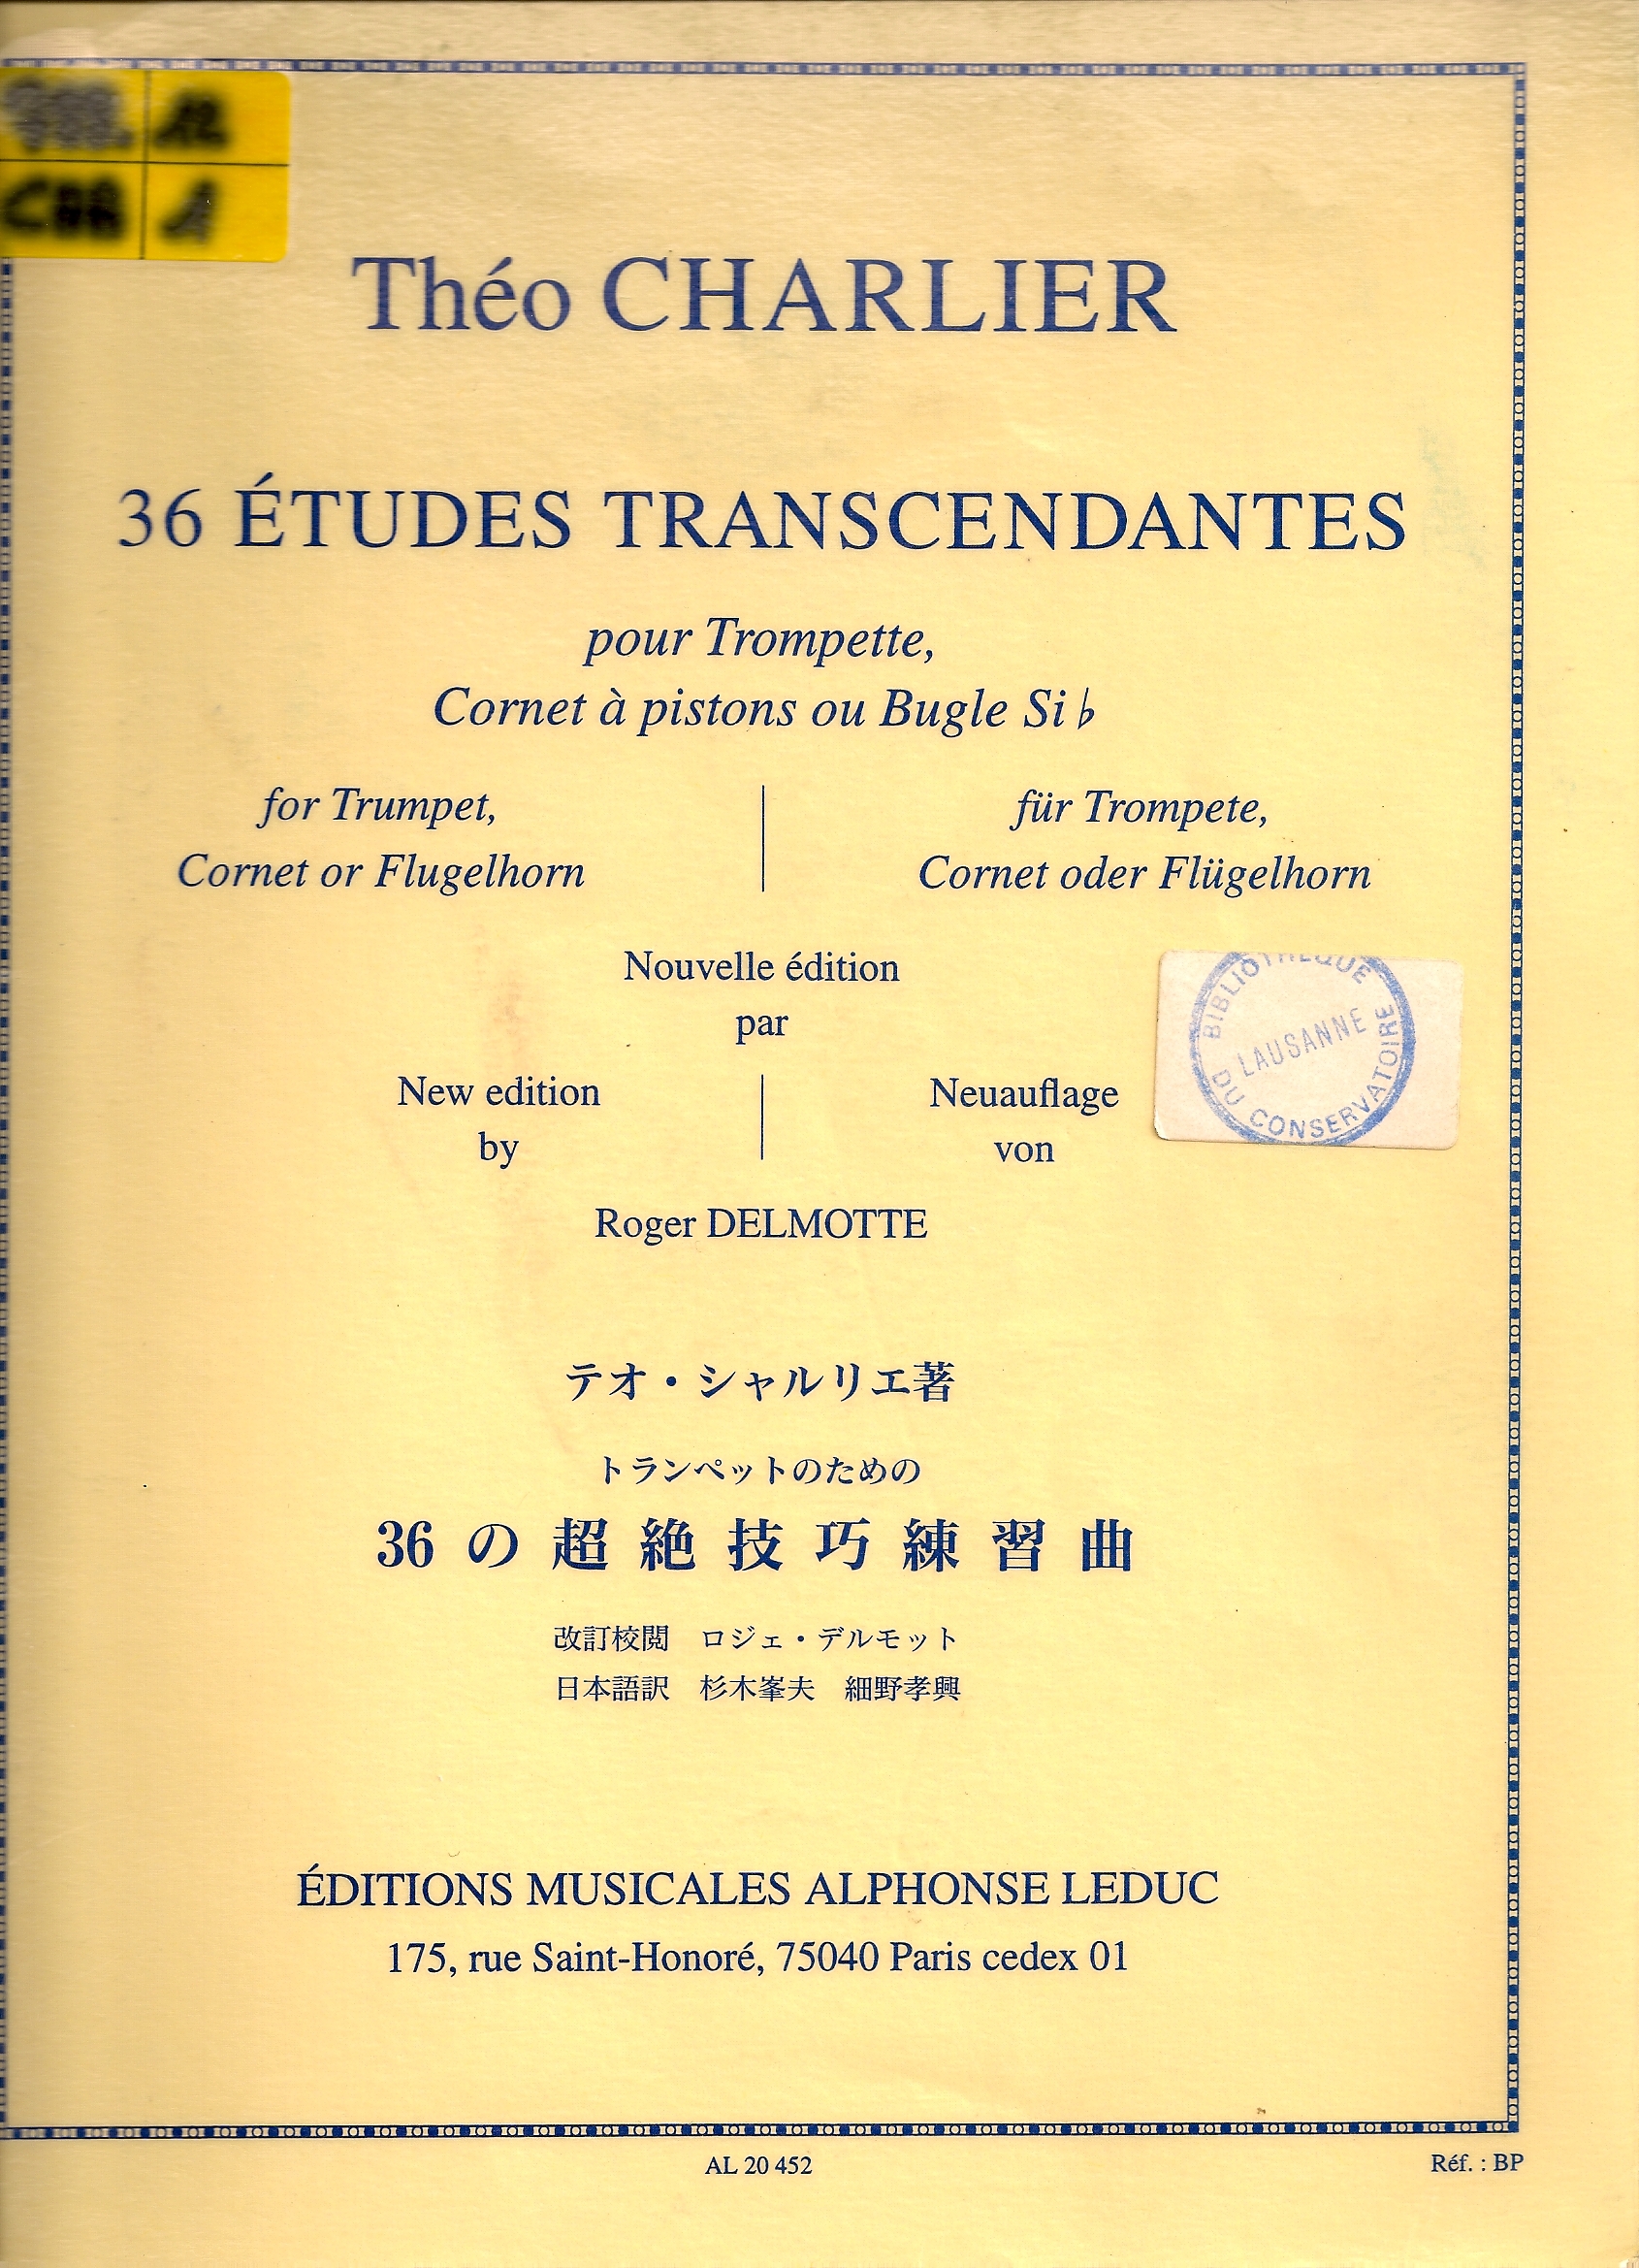 Théo CHARLIER
36 ÉTUDES TRANSCENDANTES
pour Trompette,
Cornet à pistons ou Bugle Si♭
for Trumpet,
Cornet or Flugelhorn
für Trompete,
Cornet oder Flügelhorn
Nouvelle édition
par
New edition
by
Neuauflage
von
BIBLIOTHÈQUE
LAUSANNE
DU CONSERVATOIRE
Roger DELMOTTE
テオ・シャルリエ著
トランペットのための
36の超絶技巧練習曲
改訂校閲　ロジェ・デルモット
日本語訳　杉木峯夫　細野孝興
ÉDITIONS MUSICALES ALPHONSE LEDUC
175, rue Saint-Honoré, 75040 Paris cedex 01
AL 20 452
Réf. : BP